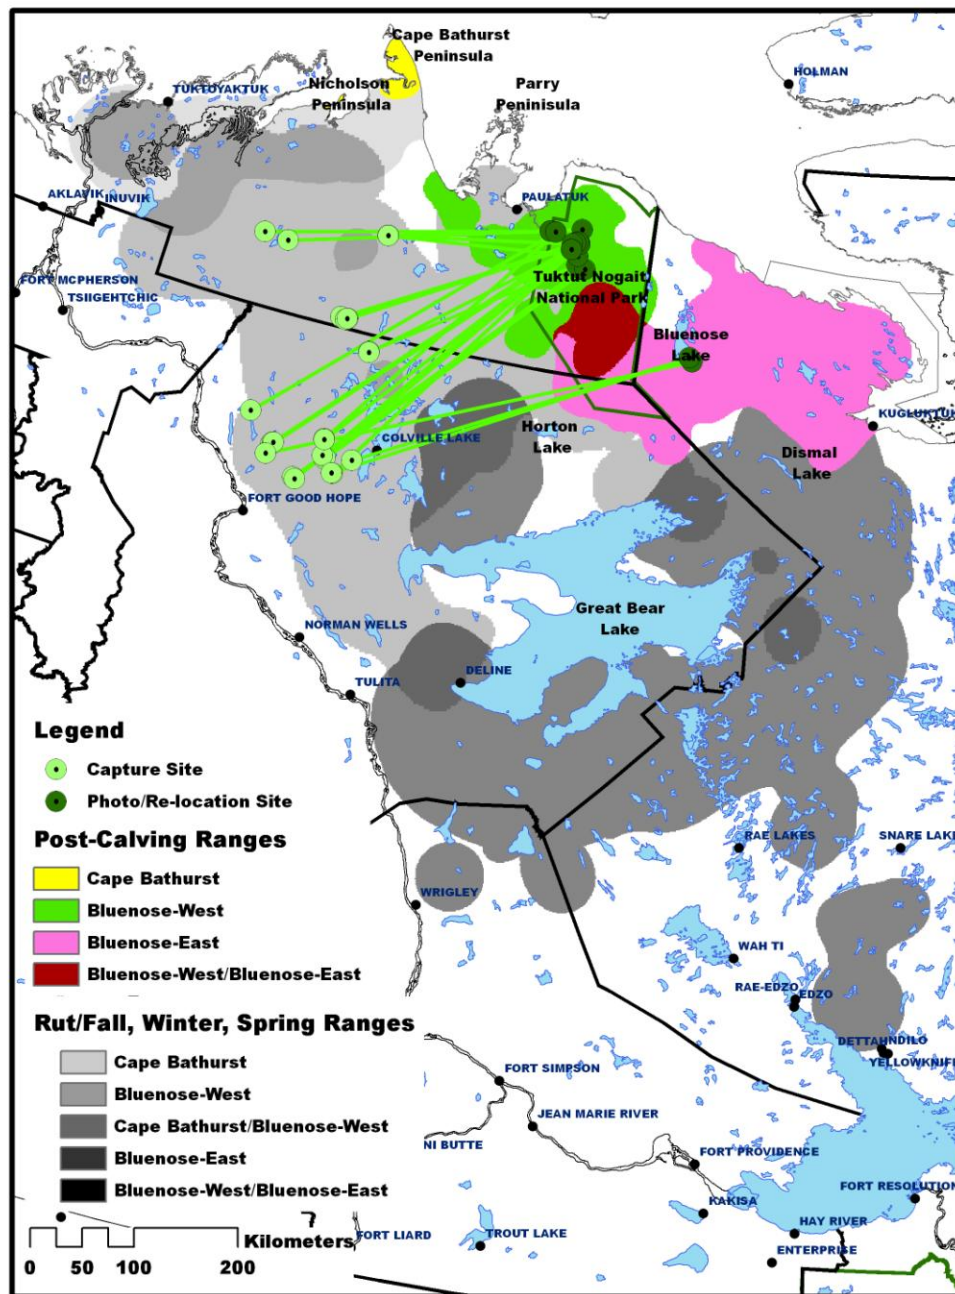 Cape Bathurst
Peninsula
HOLMAN
Nicholson
Peninsula
Parry
Peninisula
TUKTOYAKTUK
AKLAVIK
INUVIK
PAULATUK
FORT MCPHERSON
TSIIGEHTCHIC
Tuktut Nogait
National Park
Bluenose
Lake
KUGLUKTUK
Horton
Lake
COLVILLE LAKE
Dismal
Lake
FORT GOOD HOPE
Great Bear
Lake
NORMAN WELLS
DELINE
TULITA
Legend
Capture Site
Photo/Re-location Site
Post-Calving Ranges
Cape Bathurst
Bluenose-West
Bluenose-East
Bluenose-West/Bluenose-East
RAE LAKES
SNARE LAKE
WRIGLEY
WAH TI
RAE-EDZO
EDZO
DETTAH
NDILO
YELLOWKNIFE
Rut/Fall, Winter, Spring Ranges
Cape Bathurst
Bluenose-West
Cape Bathurst/Bluenose-West
Bluenose-East
Bluenose-West/Bluenose-East
FORT SIMPSON
JEAN MARIE RIVER
NI BUTTE
FORT PROVIDENCE
KAKISA
FORT RESOLUTION
HAY RIVER
ENTERPRISE
FORT LIARD
TROUT LAKE
Kilometers
0 50 100 200